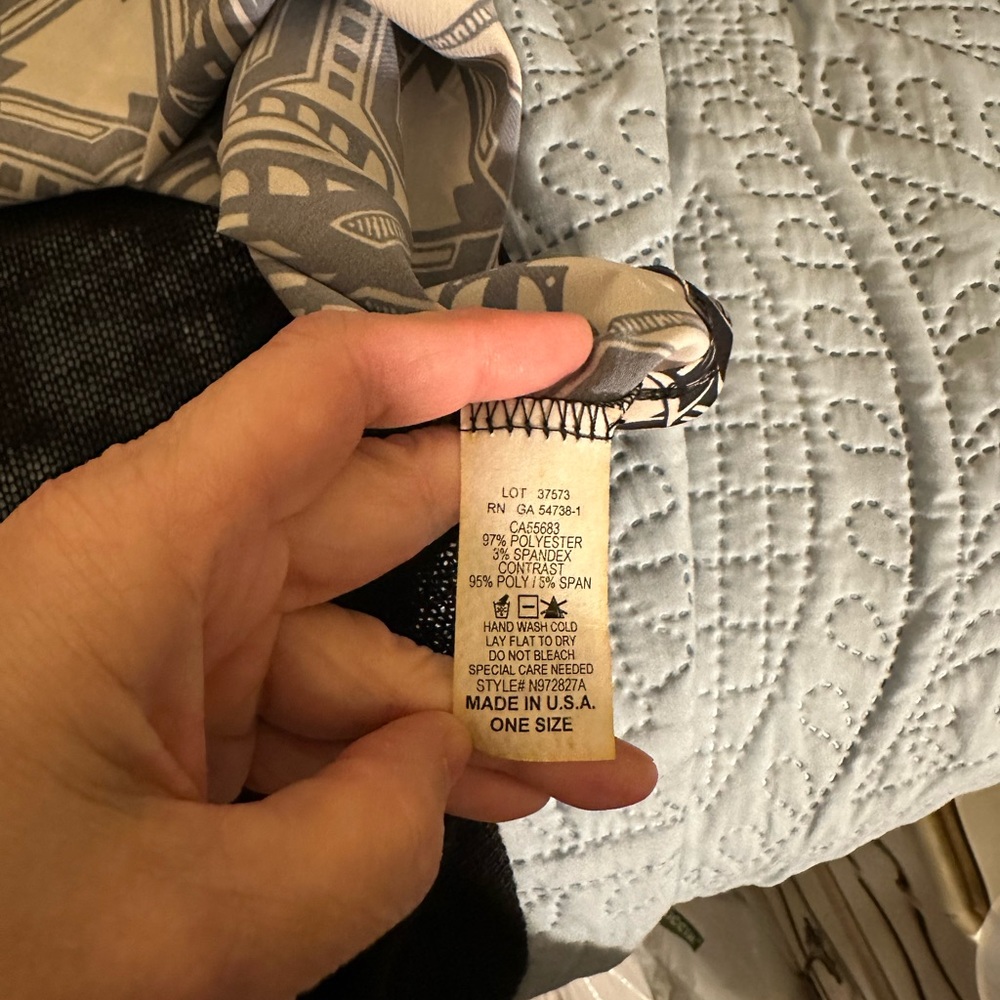 LOT 37573
RN GA 54738-1
CA55683
97% POLYESTER
3% SPANDEX
CONTRAST
95% POLY / 5% SPAN
HAND WASH COLD
LAY FLAT TO DRY
DO NOT BLEACH
SPECIAL CARE NEEDED
STYLE# N972827A
MADE IN U.S.A.
ONE SIZE